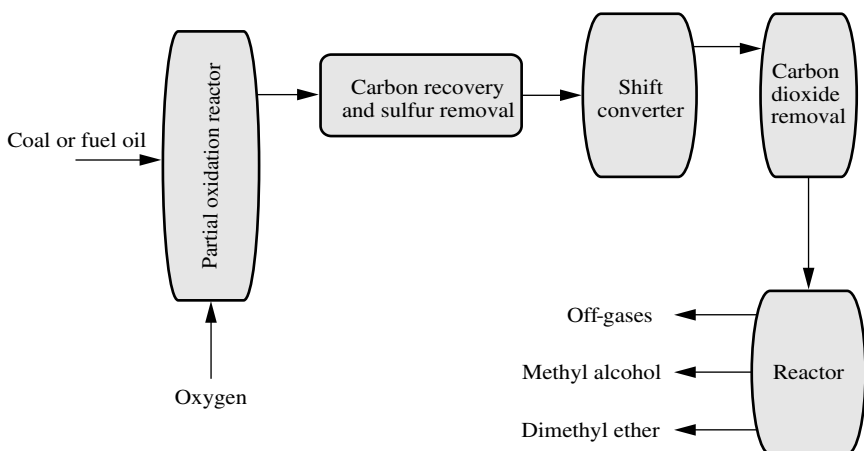 Coal or fuel oil
Partial oxidation reactor
Oxygen
Carbon recovery
and sulfur removal
Shift
converter
Carbon
dioxide
removal
Reactor
Off-gases
Methyl alcohol
Dimethyl ether